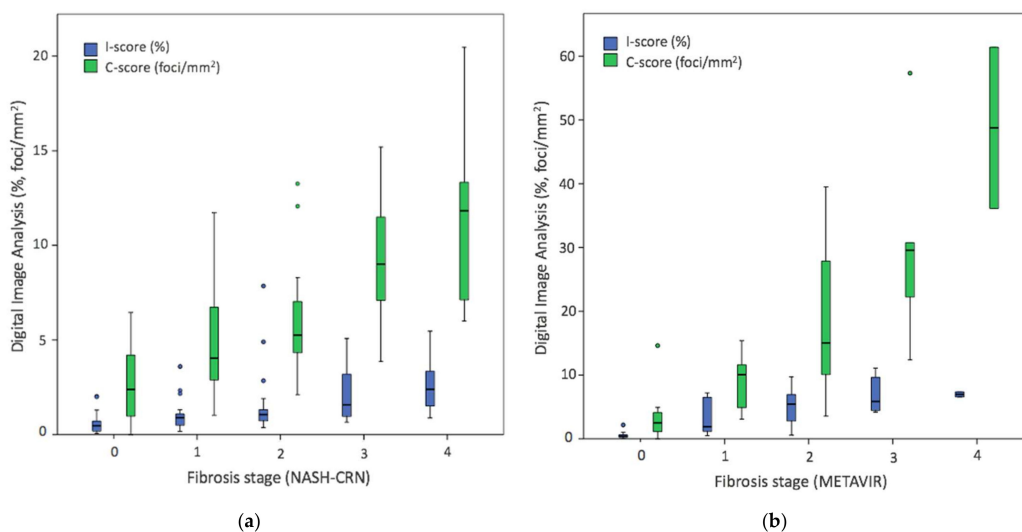 I-score (%)
C-score (foci/mm²)
Digital Image Analysis (%, foci/mm²)
20
15
10
5
0
0 1 2 3 4
Fibrosis stage (NASH-CRN)
(a)
I-score (%)
C-score (foci/mm²)
Digital Image Analysis (%, foci/mm²)
60
50
40
30
20
10
0
0 1 2 3 4
Fibrosis stage (METAVIR)
(b)